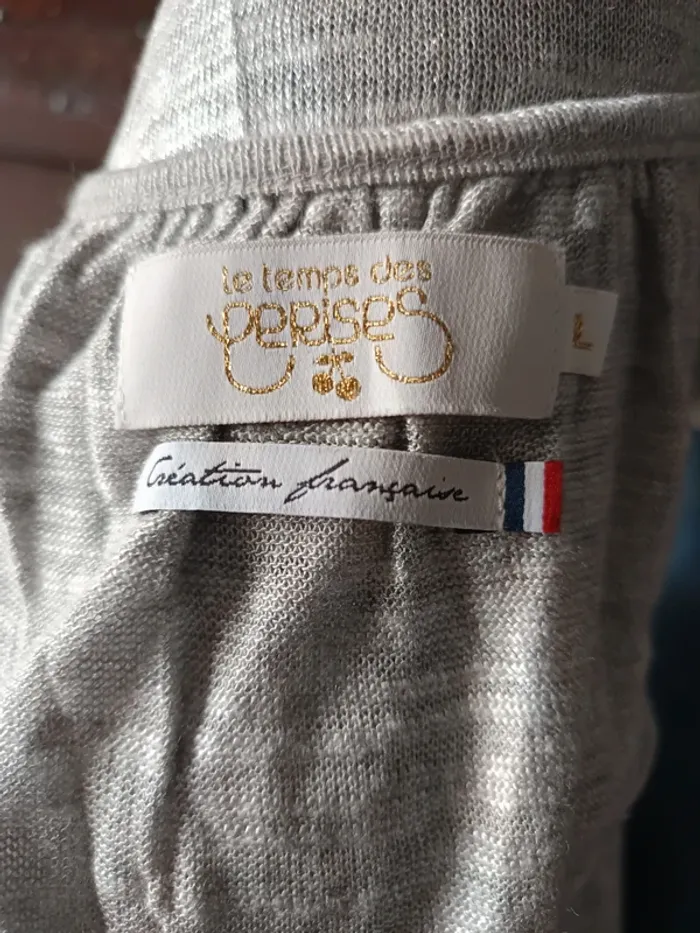 le temps des
cerises
L
Création française